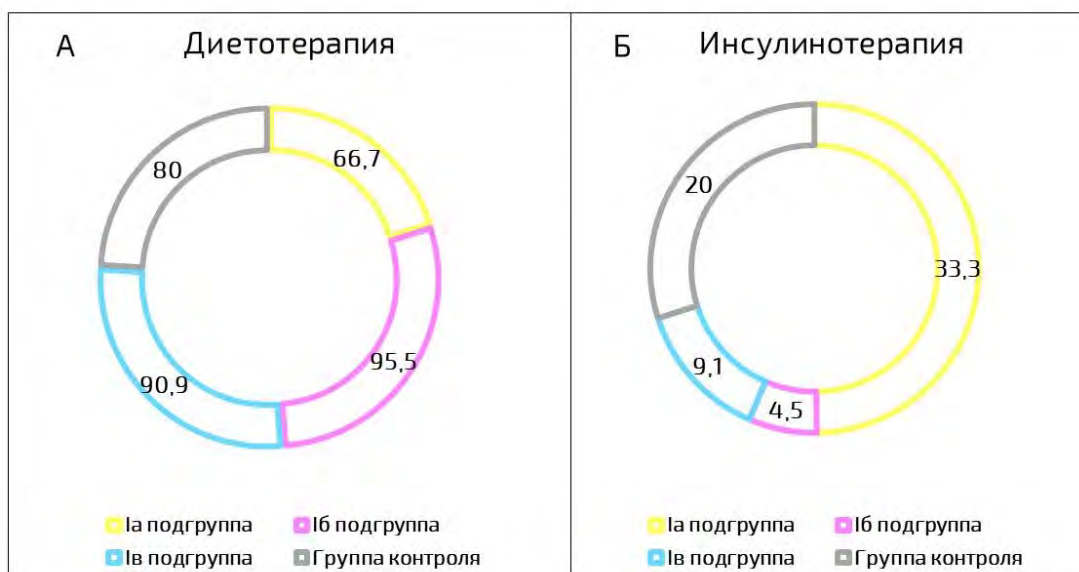 А Диетотерапия
80
66,7
90,9
95,5
Iа подгруппа Iб подгруппа
Iв подгруппа Группа контроля
Б Инсулинотерапия
20
33,3
9,1
4,5
Iа подгруппа Iб подгруппа
Iв подгруппа Группа контроля